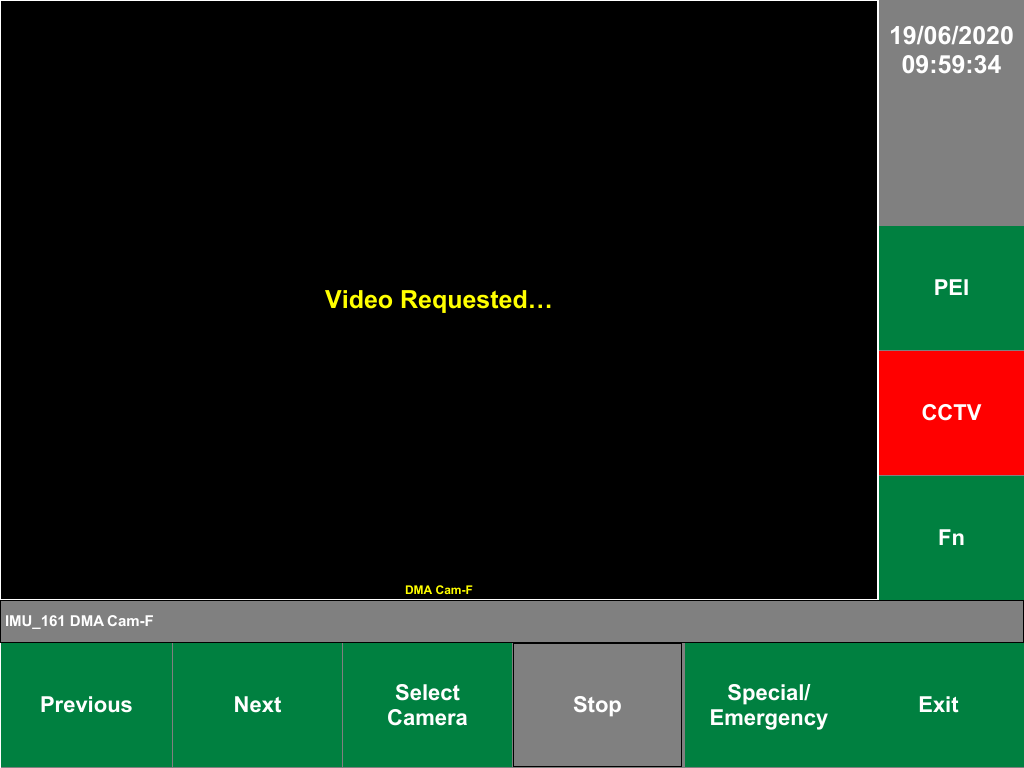 19/06/2020
09:59:34
PEI
Video Requested...
CCTV
Fn
DMA Cam-F
IMU_161 DMA Cam-F
Previous
Next
Select
Camera
Stop
Special/
Emergency
Exit